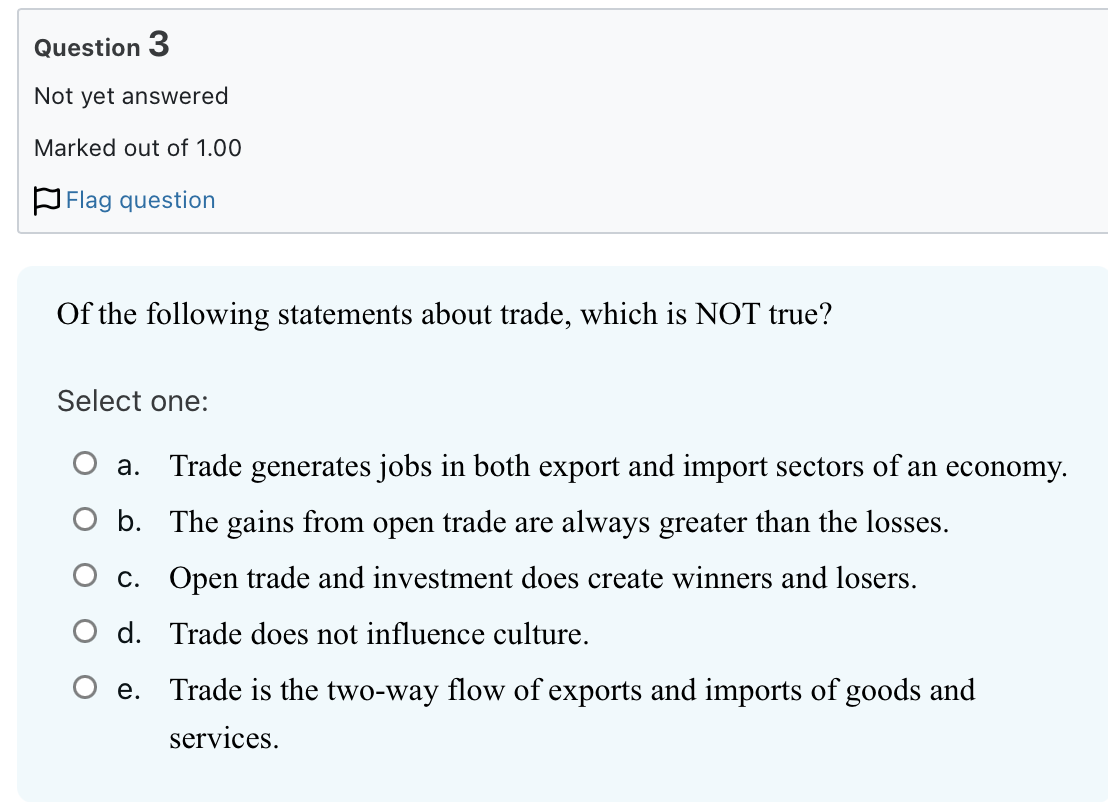 Question 3
Not yet answered
Marked out of 1.00
Flag question
Of the following statements about trade, which is NOT true?
Select one:
a. Trade generates jobs in both export and import sectors of an economy.
b. The gains from open trade are always greater than the losses.
c. Open trade and investment does create winners and losers.
d. Trade does not influence culture.
e. Trade is the two-way flow of exports and imports of goods and
services.